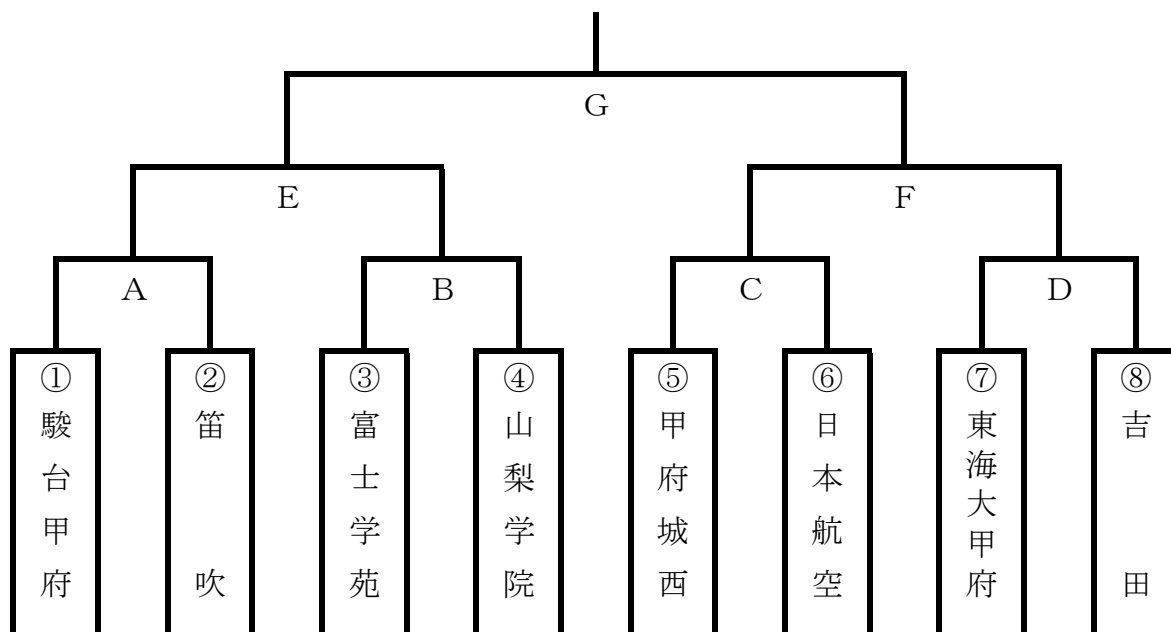 G
E
F
A
B
C
D
①駿台甲府
②笛吹
③富士学苑
④山梨学院
⑤甲府城西
⑥日本航空
⑦東海大甲府
⑧吉田